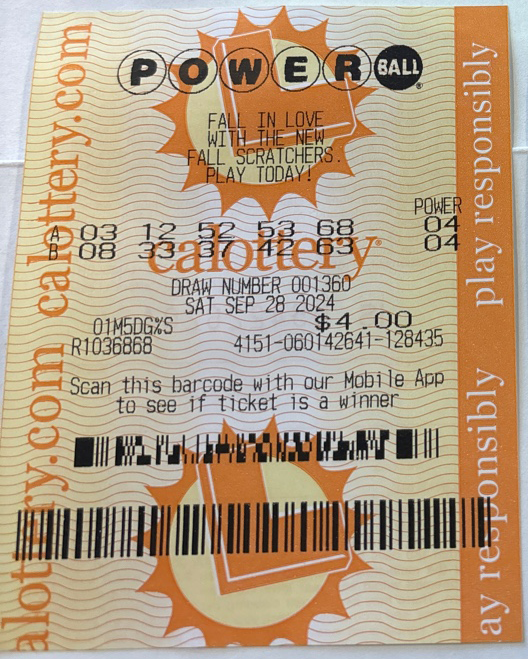 POWERBALL®
FALL IN LOVE
WITH THE NEW
FALL SCRATCHERS.
PLAY TODAY!
POWER
A 03 12 52 53 68 04
B 08 33 37 42 63 04
calottery®
DRAW NUMBER 001360
SAT SEP 28 2024
01M5DG%S $4.00
R1036868 4151-060142641-128435
Scan this barcode with our Mobile App
to see if ticket is a winner
calottery.com calottery.com
play responsibly
ay responsibly